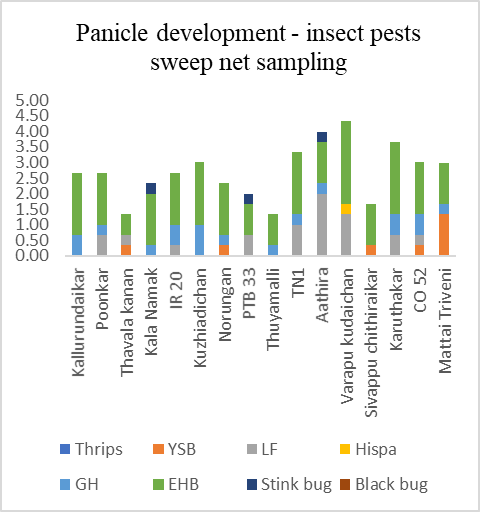 Panicle development - insect pests
sweep net sampling
5.00
4.50
4.00
3.50
3.00
2.50
2.00
1.50
1.00
0.50
0.00
Kallurundaikar
Poonkar
Thavala kanan
Kala Namak
IR 20
Kuzhiadichan
Norungan
PTB 33
Thuyamalli
TN1
Aathira
Varapu kudaichan
Sivappu chithiraikar
Karuthakar
CO 52
Mattai Triveni
Thrips YSB LF Hispa
GH EHB Stink bug Black bug